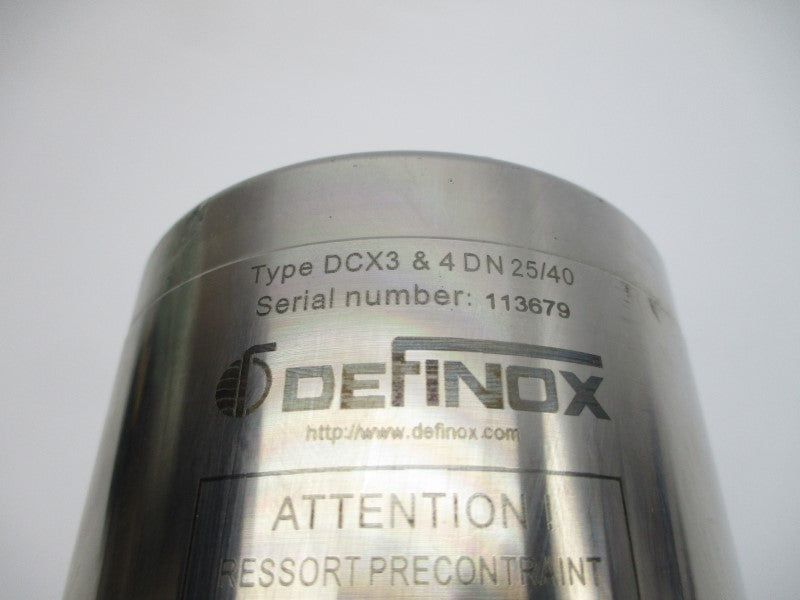 Type DCX3 & 4 DN 25/40
Serial number: 113679
DEFINOX
http://www.definox.com
ATTENTION !
RESSORT PRECONTRAINT